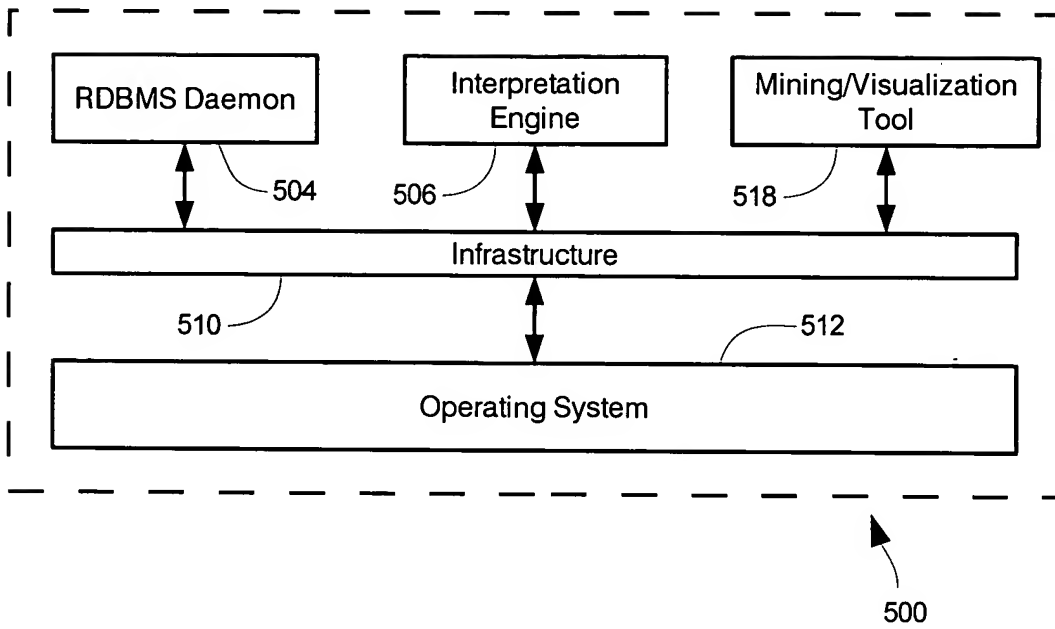 RDBMS Daemon
Interpretation
Engine
Mining/Visualization
Tool
504
506
518
Infrastructure
510
512
Operating System
500